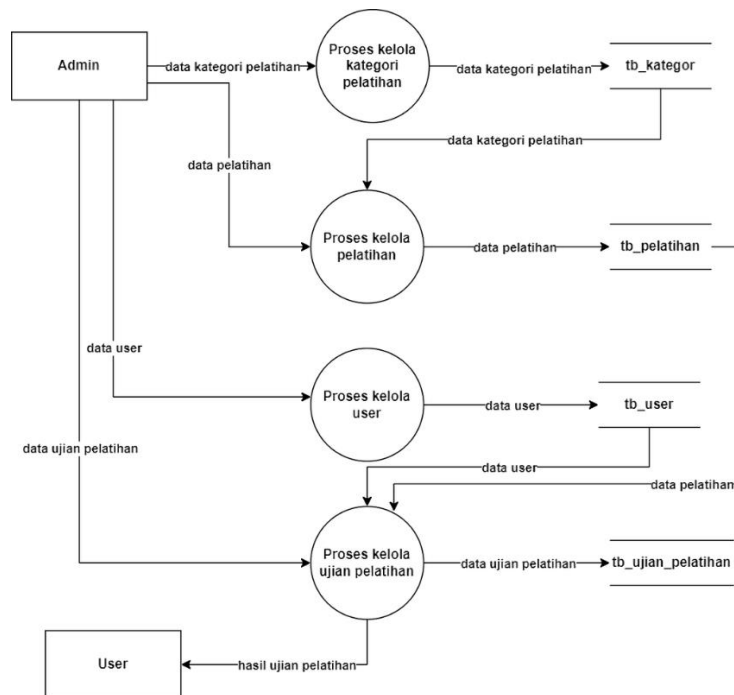 Admin
data kategori pelatihan
Proses kelola
kategori
pelatihan
data kategori pelatihan
tb_kategor
data kategori pelatihan
data pelatihan
Proses kelola
pelatihan
data pelatihan
tb_pelatihan
data user
Proses kelola
user
data user
tb_user
data ujian pelatihan
data user
data pelatiham
Proses kelola
ujian pelatihan
data ujian pelatihan
tb_ujian_pelatihan
User
hasil ujian pelatihan